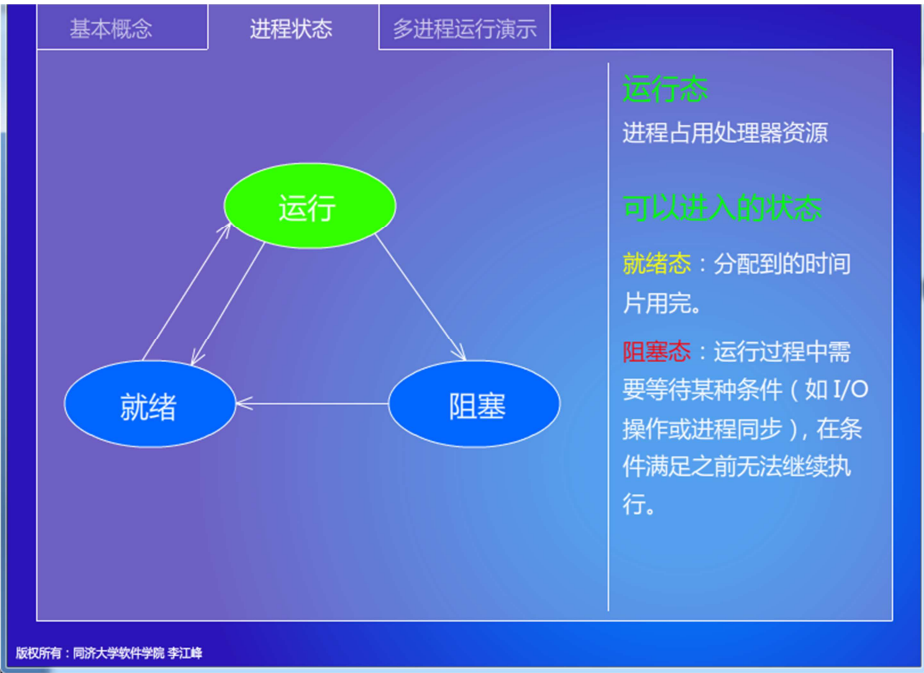 基本概念
进程状态
多进程运行演示
运行
就绪
阻塞
运行态
进程占用处理器资源
可以进入的状态
就绪态：分配到的时间
片用完。
阻塞态：运行过程中需
要等待某种条件（如 I/O
操作或进程同步），在条
件满足之前无法继续执
行。
版权所有：同济大学软件学院 李江峰